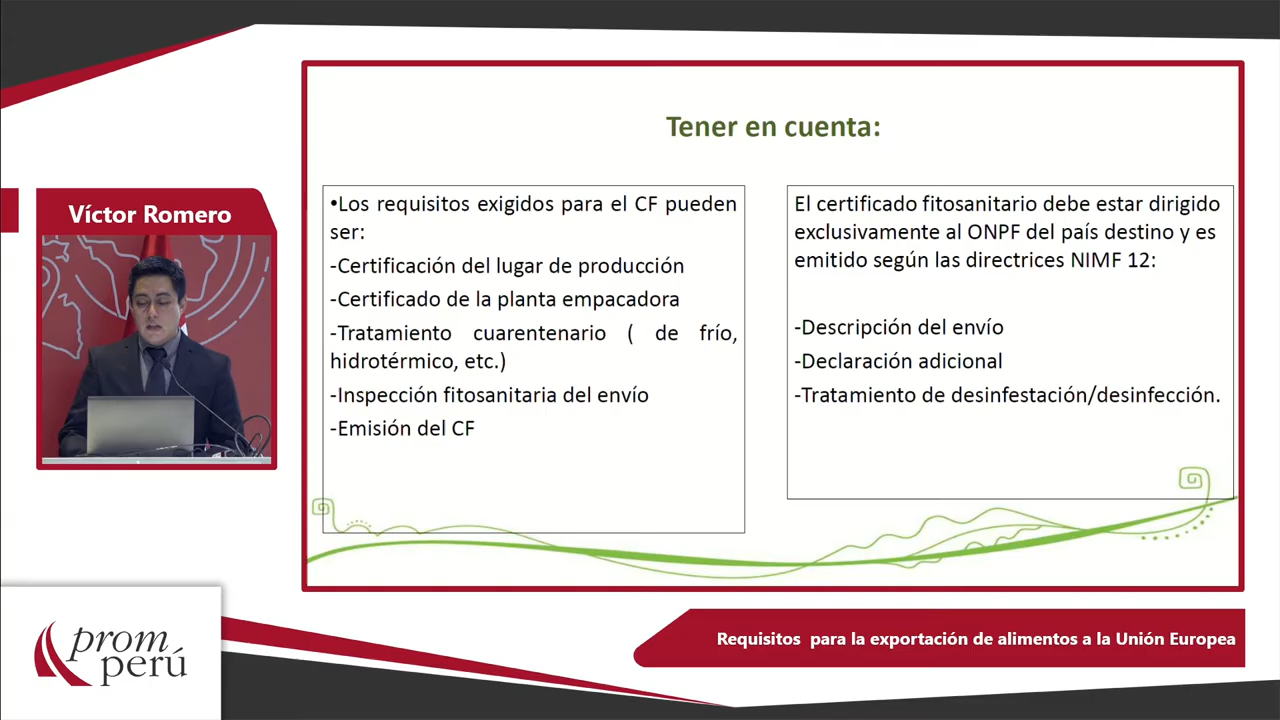 Tener en cuenta:
Víctor Romero
•Los requisitos exigidos para el CF pueden
ser:
-Certificación del lugar de producción
-Certificado de la planta empacadora
-Tratamiento cuarentenario ( de frío,
hidrotérmico, etc.)
-Inspección fitosanitaria del envío
-Emisión del CF
El certificado fitosanitario debe estar dirigido
exclusivamente al ONPF del país destino y es
emitido según las directrices NIMF 12:
-Descripción del envío
-Declaración adicional
-Tratamiento de desinfestación/desinfección.
Requisitos para la exportación de alimentos a la Unión Europea
prom
perú